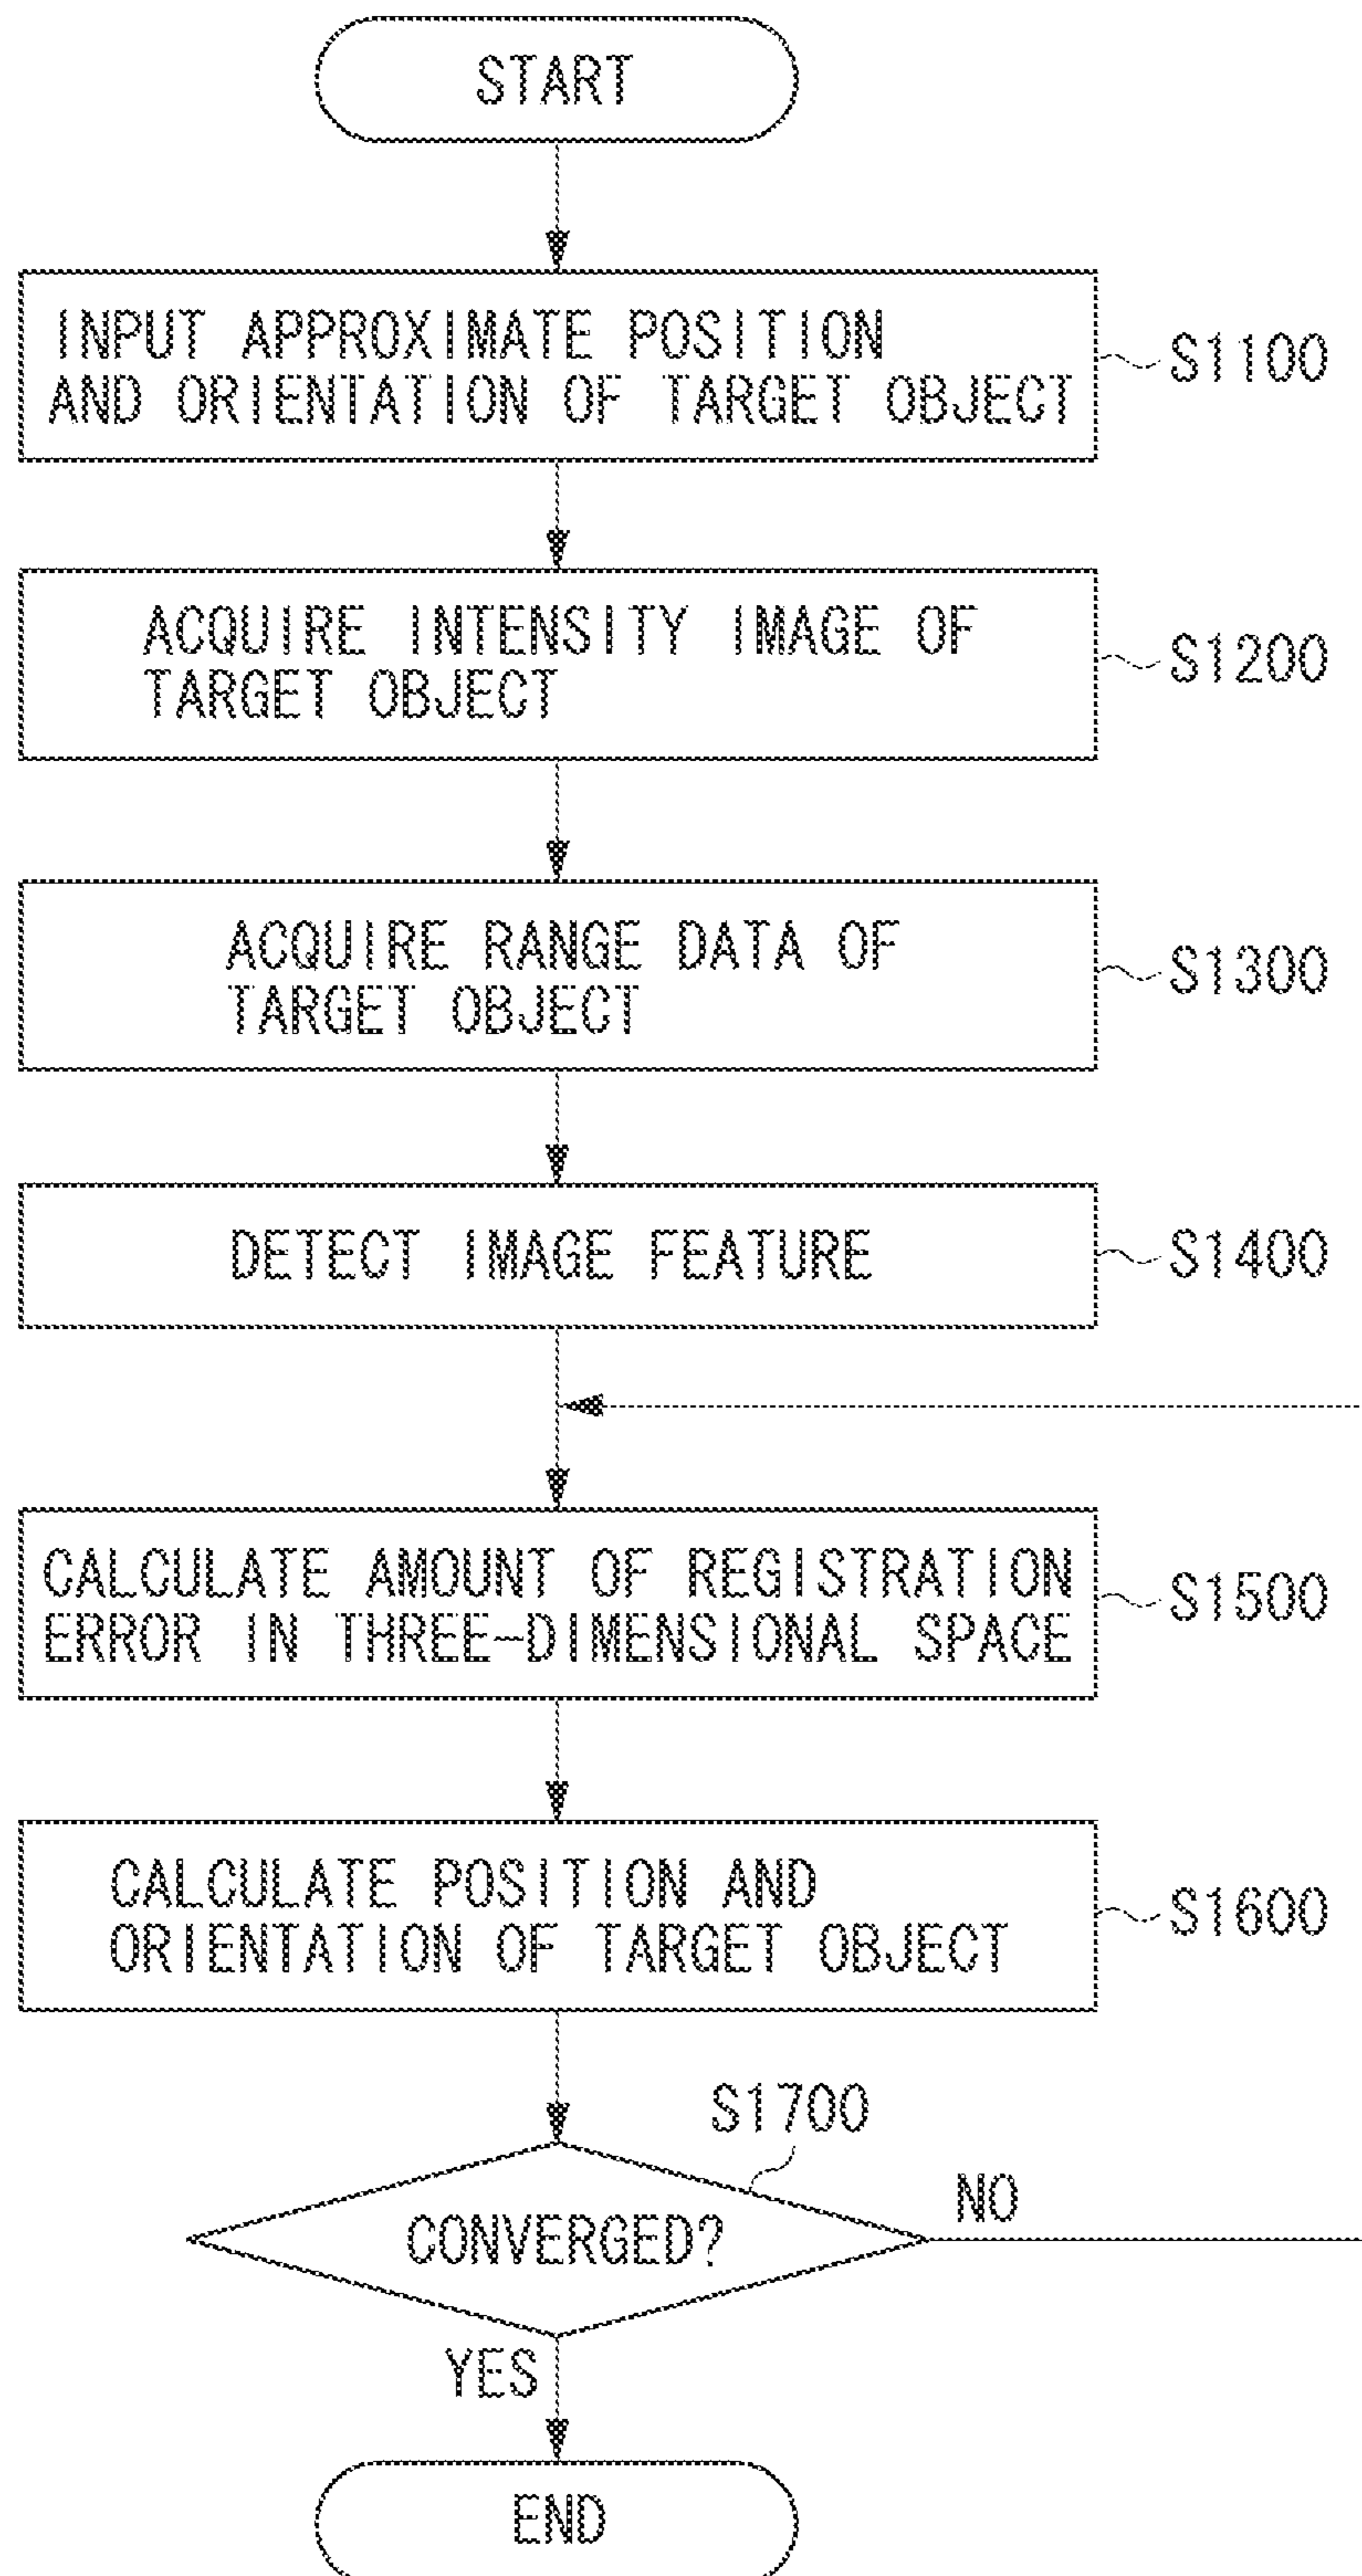 START
INPUT APPROXIMATE POSITION
AND ORIENTATION OF TARGET OBJECT
S1100
ACQUIRE INTENSITY IMAGE OF
TARGET OBJECT
S1200
ACQUIRE RANGE DATA OF
TARGET OBJECT
S1300
DETECT IMAGE FEATURE
S1400
CALCULATE AMOUNT OF REGISTRATION
ERROR IN THREE-DIMENSIONAL SPACE
S1500
CALCULATE POSITION AND
ORIENTATION OF TARGET OBJECT
S1600
S1700
CONVERGED?
NO
YES
END